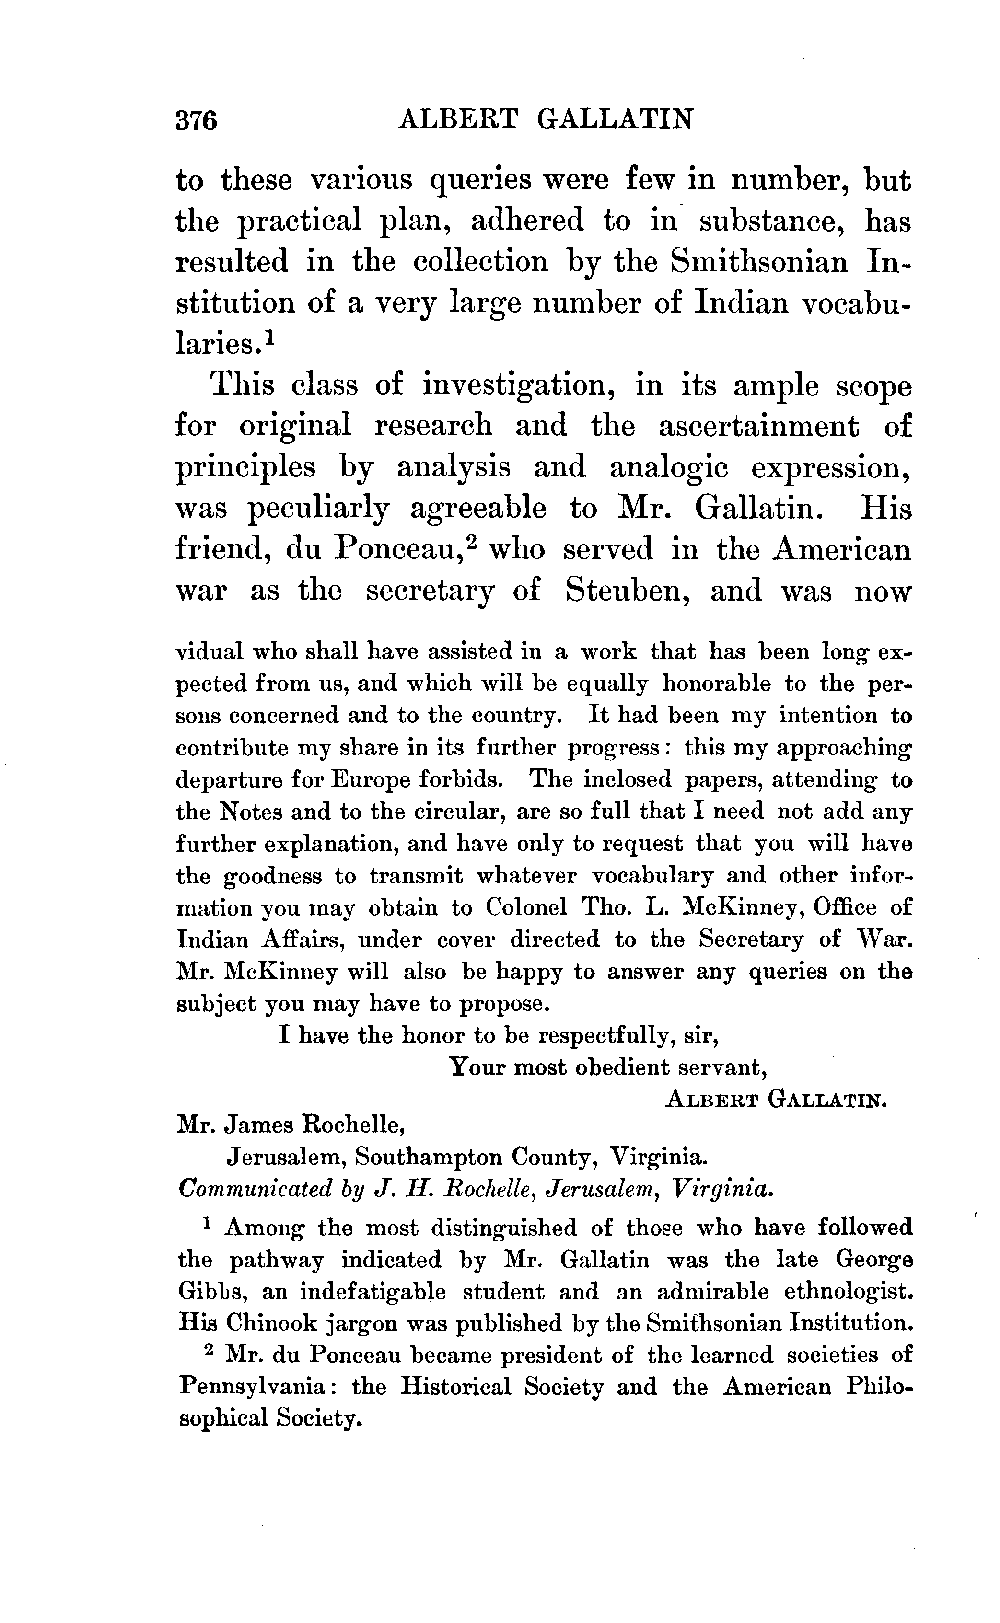 376 ALBERT GALLATIN
to these various queries were few in number, but
the practical plan, adhered to in substance, has
resulted in the collection by the Smithsonian In-
stitution of a very large number of Indian vocabu-
laries.¹
This class of investigation, in its ample scope
for original research and the ascertainment of
principles by analysis and analogic expression,
was peculiarly agreeable to Mr. Gallatin. His
friend, du Ponceau,² who served in the American
war as the secretary of Steuben, and was now
vidual who shall have assisted in a work that has been long ex-
pected from us, and which will be equally honorable to the per-
sons concerned and to the country. It had been my intention to
contribute my share in its further progress: this my approaching
departure for Europe forbids. The inclosed papers, attending to
the Notes and to the circular, are so full that I need not add any
further explanation, and have only to request that you will have
the goodness to transmit whatever vocabulary and other infor-
mation you may obtain to Colonel Tho. L. McKinney, Office of
Indian Affairs, under cover directed to the Secretary of War.
Mr. McKinney will also be happy to answer any queries on the
subject you may have to propose.
I have the honor to be respectfully, sir,
Your most obedient servant,
ALBERT GALLATIN.
Mr. James Rochelle,
Jerusalem, Southampton County, Virginia.
Communicated by J. H. Rochelle, Jerusalem, Virginia.
¹ Among the most distinguished of those who have followed
the pathway indicated by Mr. Gallatin was the late George
Gibbs, an indefatigable student and an admirable ethnologist.
His Chinook jargon was published by the Smithsonian Institution.
² Mr. du Ponceau became president of the learned societies of
Pennsylvania: the Historical Society and the American Philo-
sophical Society.